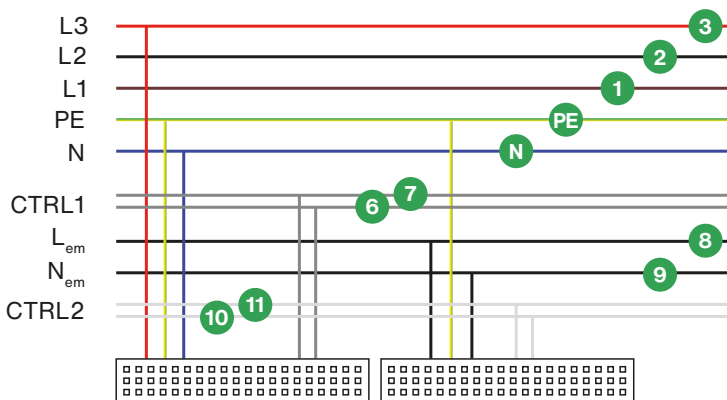 L3 3
L2 2
L1 1
PE PE
N N
7
CTRL1 6
Lem 8
Nem 9
CTRL2 11
10